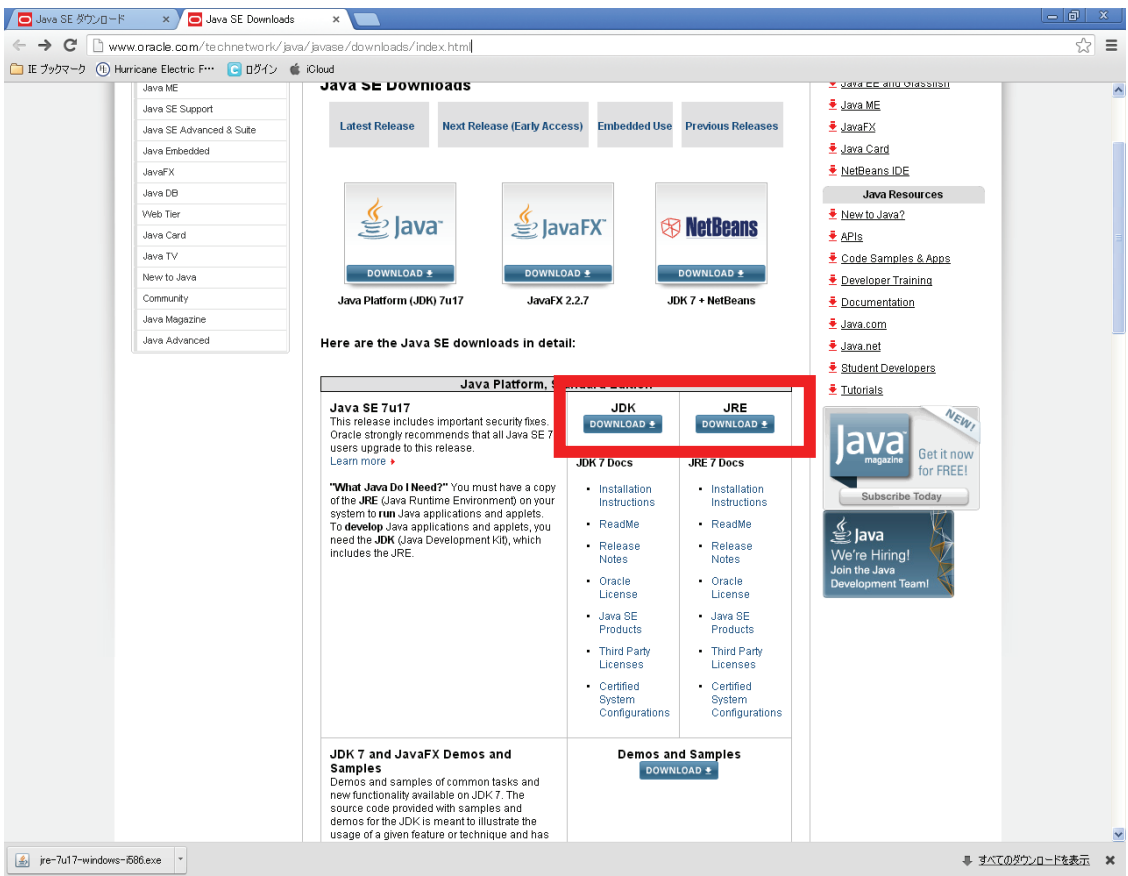 Java SE ダウンロード
Java SE Downloads
www.oracle.com/technetwork/java/javase/downloads/index.html
IE ブックマーク
Hurricane Electric F…
ログイン
iCloud
Java ME
Java SE Support
Java SE Advanced & Suite
Java Embedded
JavaFX
Java DB
Web Tier
Java Card
Java TV
New to Java
Community
Java Magazine
Java Advanced
Java SE Downloads
Latest Release
Next Release (Early Access)
Embedded Use
Previous Releases
Java
DOWNLOAD
Java Platform (JDK) 7u17
JavaFX
DOWNLOAD
JavaFX 2.2.7
NetBeans
DOWNLOAD
JDK 7 + NetBeans
Here are the Java SE downloads in detail:
Java Platform, Standard Edition
Java SE 7u17
This release includes important security fixes.
Oracle strongly recommends that all Java SE 7
users upgrade to this release.
Learn more
"What Java Do I Need?" You must have a copy
of the JRE (Java Runtime Environment) on your
system to run Java applications and applets.
To develop Java applications and applets, you
need the JDK (Java Development Kit), which
includes the JRE.
JDK
DOWNLOAD
JDK 7 Docs
Installation
Instructions
ReadMe
Release
Notes
Oracle
License
Java SE
Products
Third Party
Licenses
Certified
System
Configurations
JRE
DOWNLOAD
JRE 7 Docs
Installation
Instructions
ReadMe
Release
Notes
Oracle
License
Java SE
Products
Third Party
Licenses
Certified
System
Configurations
JDK 7 and JavaFX Demos and
Samples
Demos and samples of common tasks and
new functionality available on JDK 7. The
source code provided with samples and
demos for the JDK is meant to illustrate the
usage of a given feature or technique and has
Demos and Samples
DOWNLOAD
Java EE and Glassfish
Java ME
JavaFX
Java Card
NetBeans IDE
Java Resources
New to Java?
APIs
Code Samples & Apps
Developer Training
Documentation
Java.com
Java.net
Student Developers
Tutorials
NEW!
Java
magazine
Get it now
for FREE!
Subscribe Today
Java
We're Hiring!
Join the Java
Development Team!
jre-7u17-windows-i586.exe
すべてのダウンロードを表示